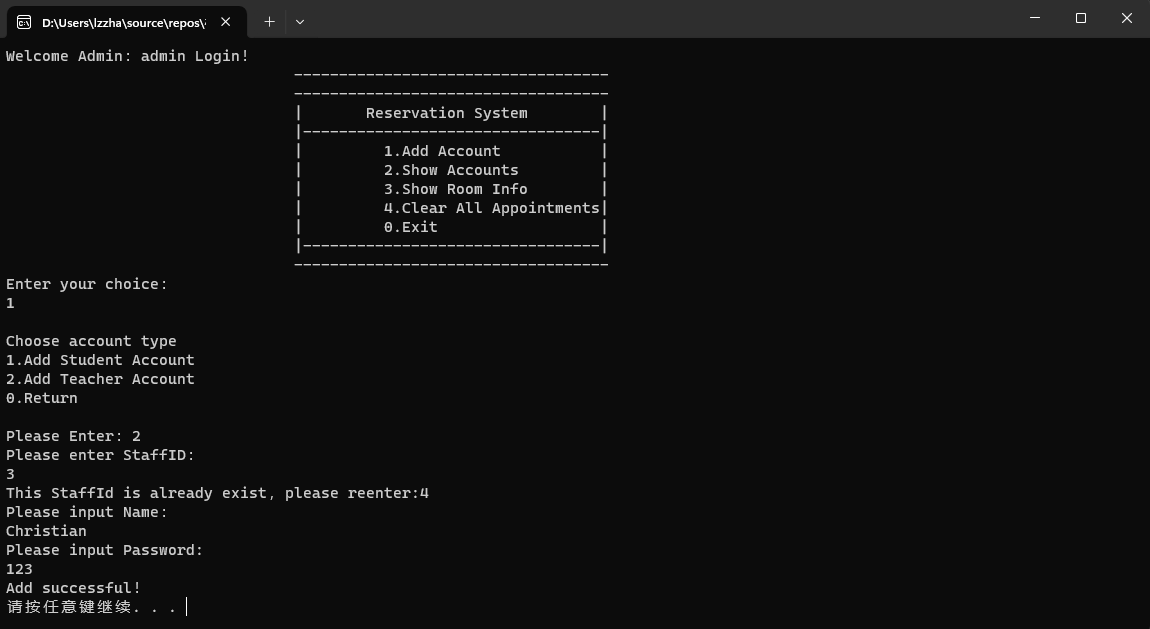 D:\Users\lzzha\source\repos\
Welcome Admin: admin Login!
-----------------------------------
-----------------------------------
|       Reservation System        |
|---------------------------------|
|         1.Add Account           |
|         2.Show Accounts         |
|         3.Show Room Info        |
|         4.Clear All Appointments|
|         0.Exit                  |
|---------------------------------|
-----------------------------------
Enter your choice:
1
Choose account type
1.Add Student Account
2.Add Teacher Account
0.Return
Please Enter: 2
Please enter StaffID:
3
This StaffId is already exist, please reenter:4
Please input Name:
Christian
Please input Password:
123
Add successful!
请按任意键继续. . .